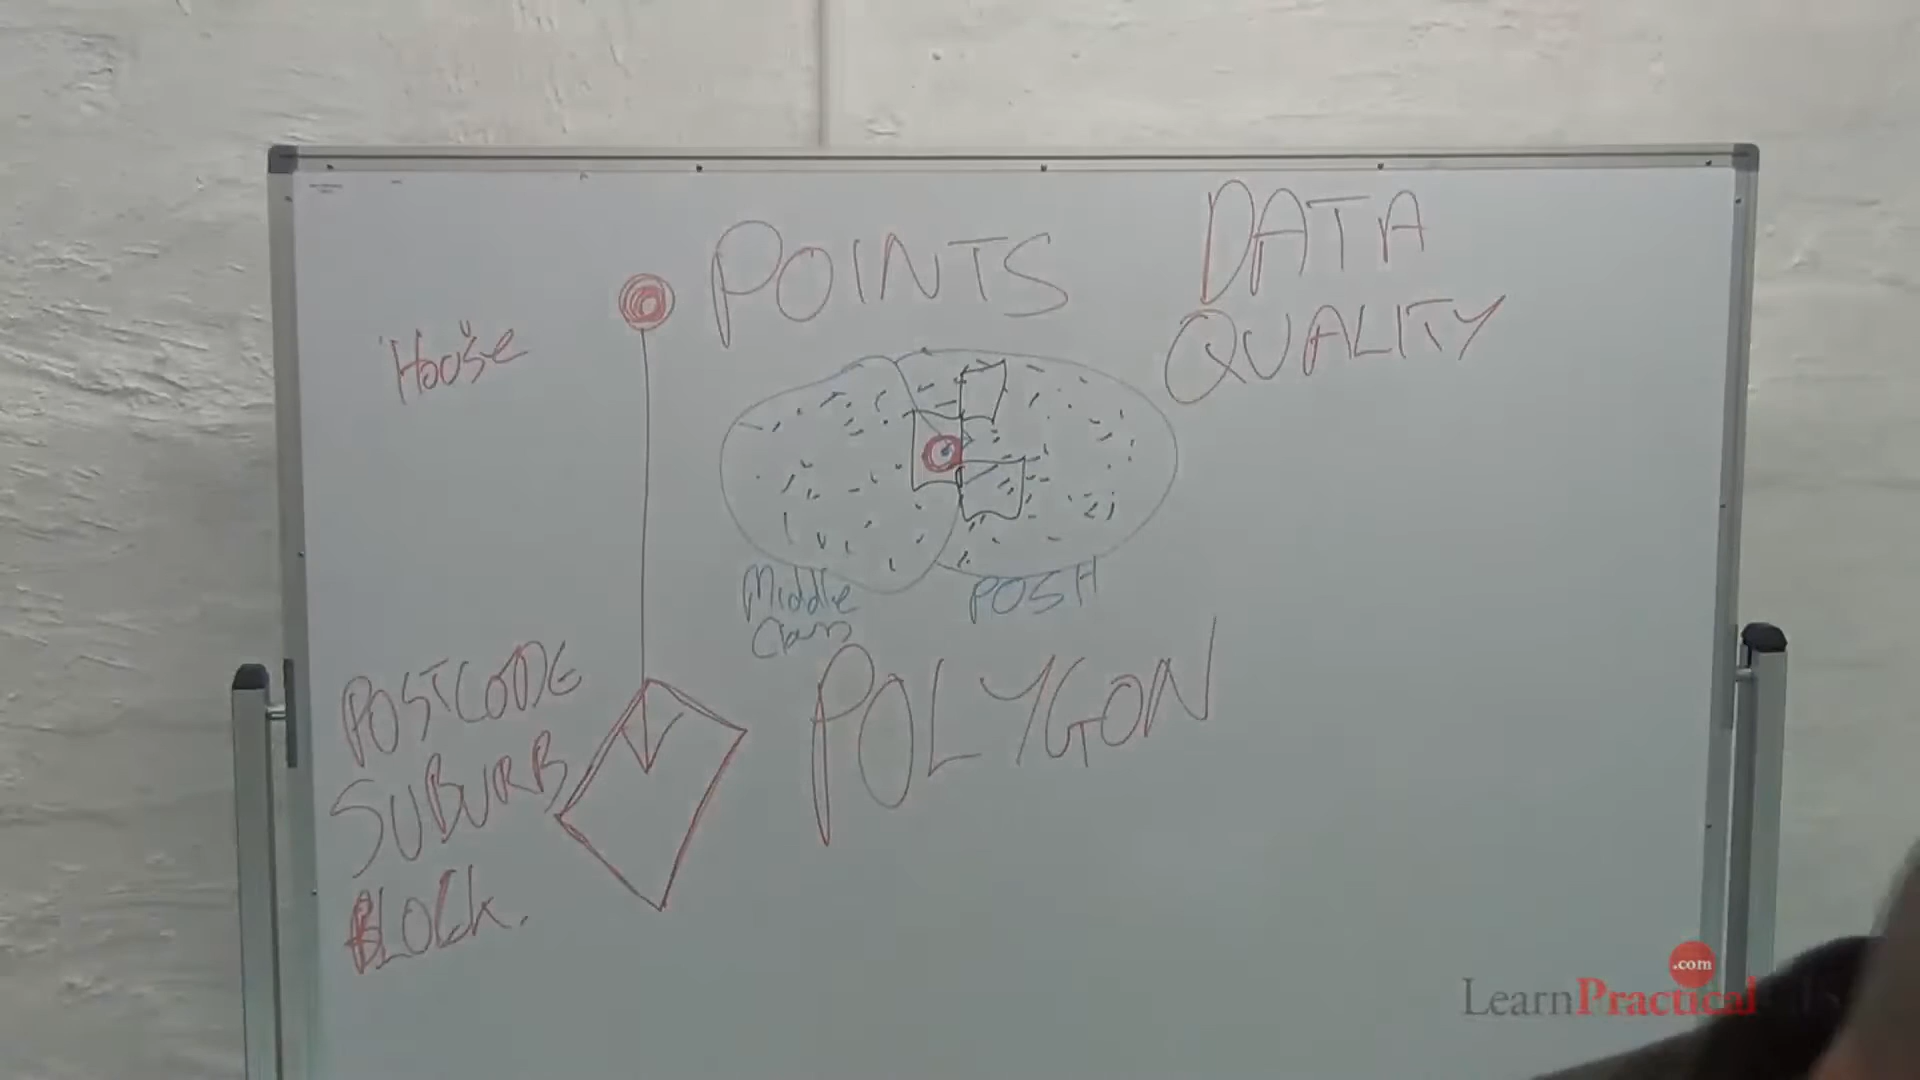 POINTS
DATA
QUALITY
House
Middle
Class
POSH
POSTCODE
SUBURB
BLOCK.
POLYGON
.com
LearnPractical